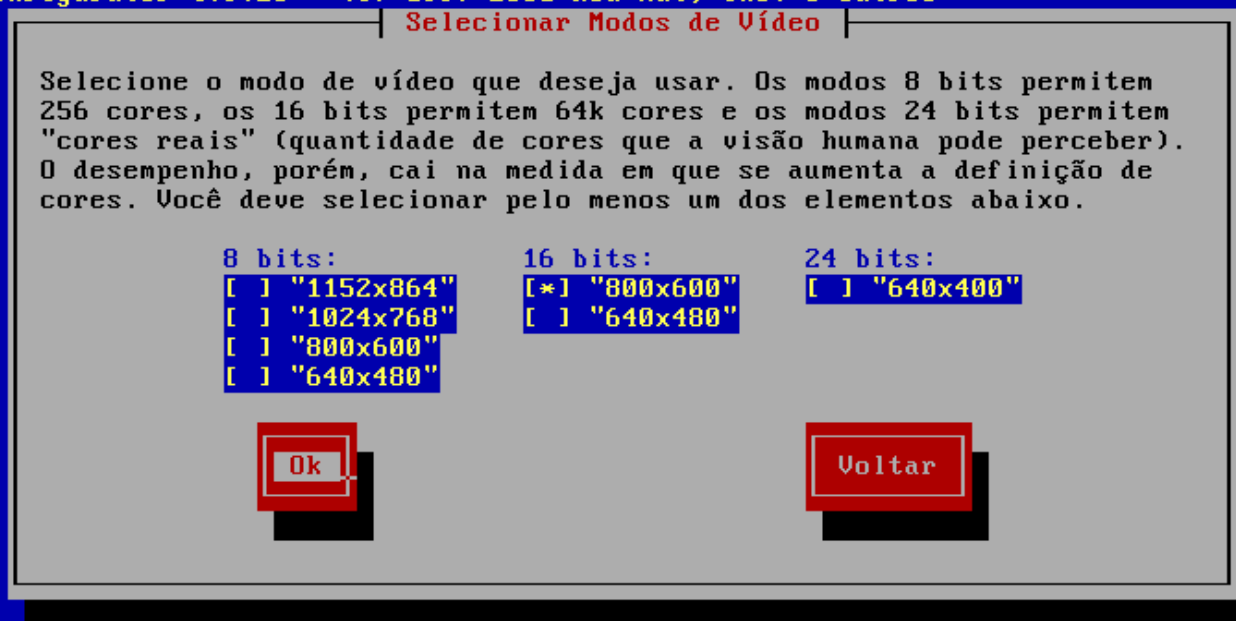 Selecionar Modos de Vídeo
Selecione o modo de vídeo que deseja usar. Os modos 8 bits permitem
256 cores, os 16 bits permitem 64k cores e os modos 24 bits permitem
"cores reais" (quantidade de cores que a visão humana pode perceber).
O desempenho, porém, cai na medida em que se aumenta a definição de
cores. Você deve selecionar pelo menos um dos elementos abaixo.
8 bits: 16 bits: 24 bits:
[ ] "1152x864" [*] "800x600" [ ] "640x400"
[ ] "1024x768" [ ] "640x480"
[ ] "800x600"
[ ] "640x480"
Ok Voltar